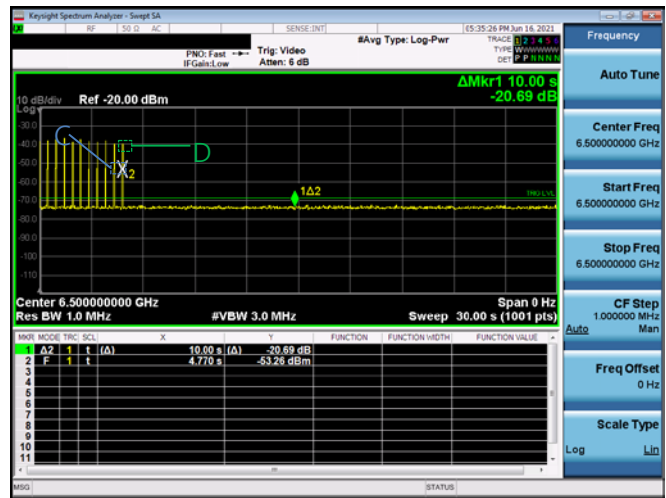 Keysight Spectrum Analyzer - Swept SA
LXI
RF
50 Ω
AC
SENSE:INT
05:35:26 PM Jun 16, 2021
#Avg Type: Log-Pwr
TRACE 1 2 3 4 5 6
PNO: Fast
Trig: Video
TYPE WWWWWW
IFGain:Low
Atten: 6 dB
DET P P N N N N
Frequency
Auto Tune
ΔMkr1 10.00 s
-20.69 dB
10 dB/div
Ref -20.00 dBm
Log
-30.0
-40.0
-50.0
-60.0
-70.0
-80.0
-90.0
-100
-110
C
D
X2
1Δ2
TRIG LVL
Center Freq
6.500000000 GHz
Start Freq
6.500000000 GHz
Stop Freq
6.500000000 GHz
Center 6.500000000 GHz
Span 0 Hz
Res BW 1.0 MHz
#VBW 3.0 MHz
Sweep 30.00 s (1001 pts)
CF Step
1.000000 MHz
Auto Man
MKR MODE TRC SCL X Y FUNCTION FUNCTION WIDTH FUNCTION VALUE
1 Δ2 1 t (Δ) 10.00 s (Δ) -20.69 dB
2 F 1 t 4.770 s -53.26 dBm
3
4
5
6
7
8
9
10
11
Freq Offset
0 Hz
Scale Type
Log Lin
MSG
STATUS